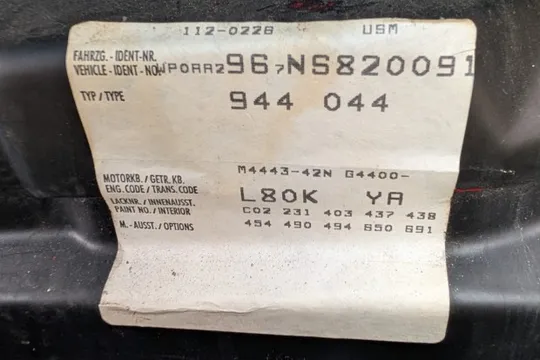 112-0228 USM
FAHRZG.-IDENT-NR.
VEHICLE-IDENT-NO. WP0AA2967NS820091
TYP/TYPE 944 044
MOTORKB./GETR.KB. M4443-42N G4400-
ENG.CODE/TRANS.CODE
LACKNR./INNENAUSST. L80K YA
PAINT NO./INTERIOR C02 231 403 437 438
M.-AUSST./OPTIONS 454 490 494 650 691